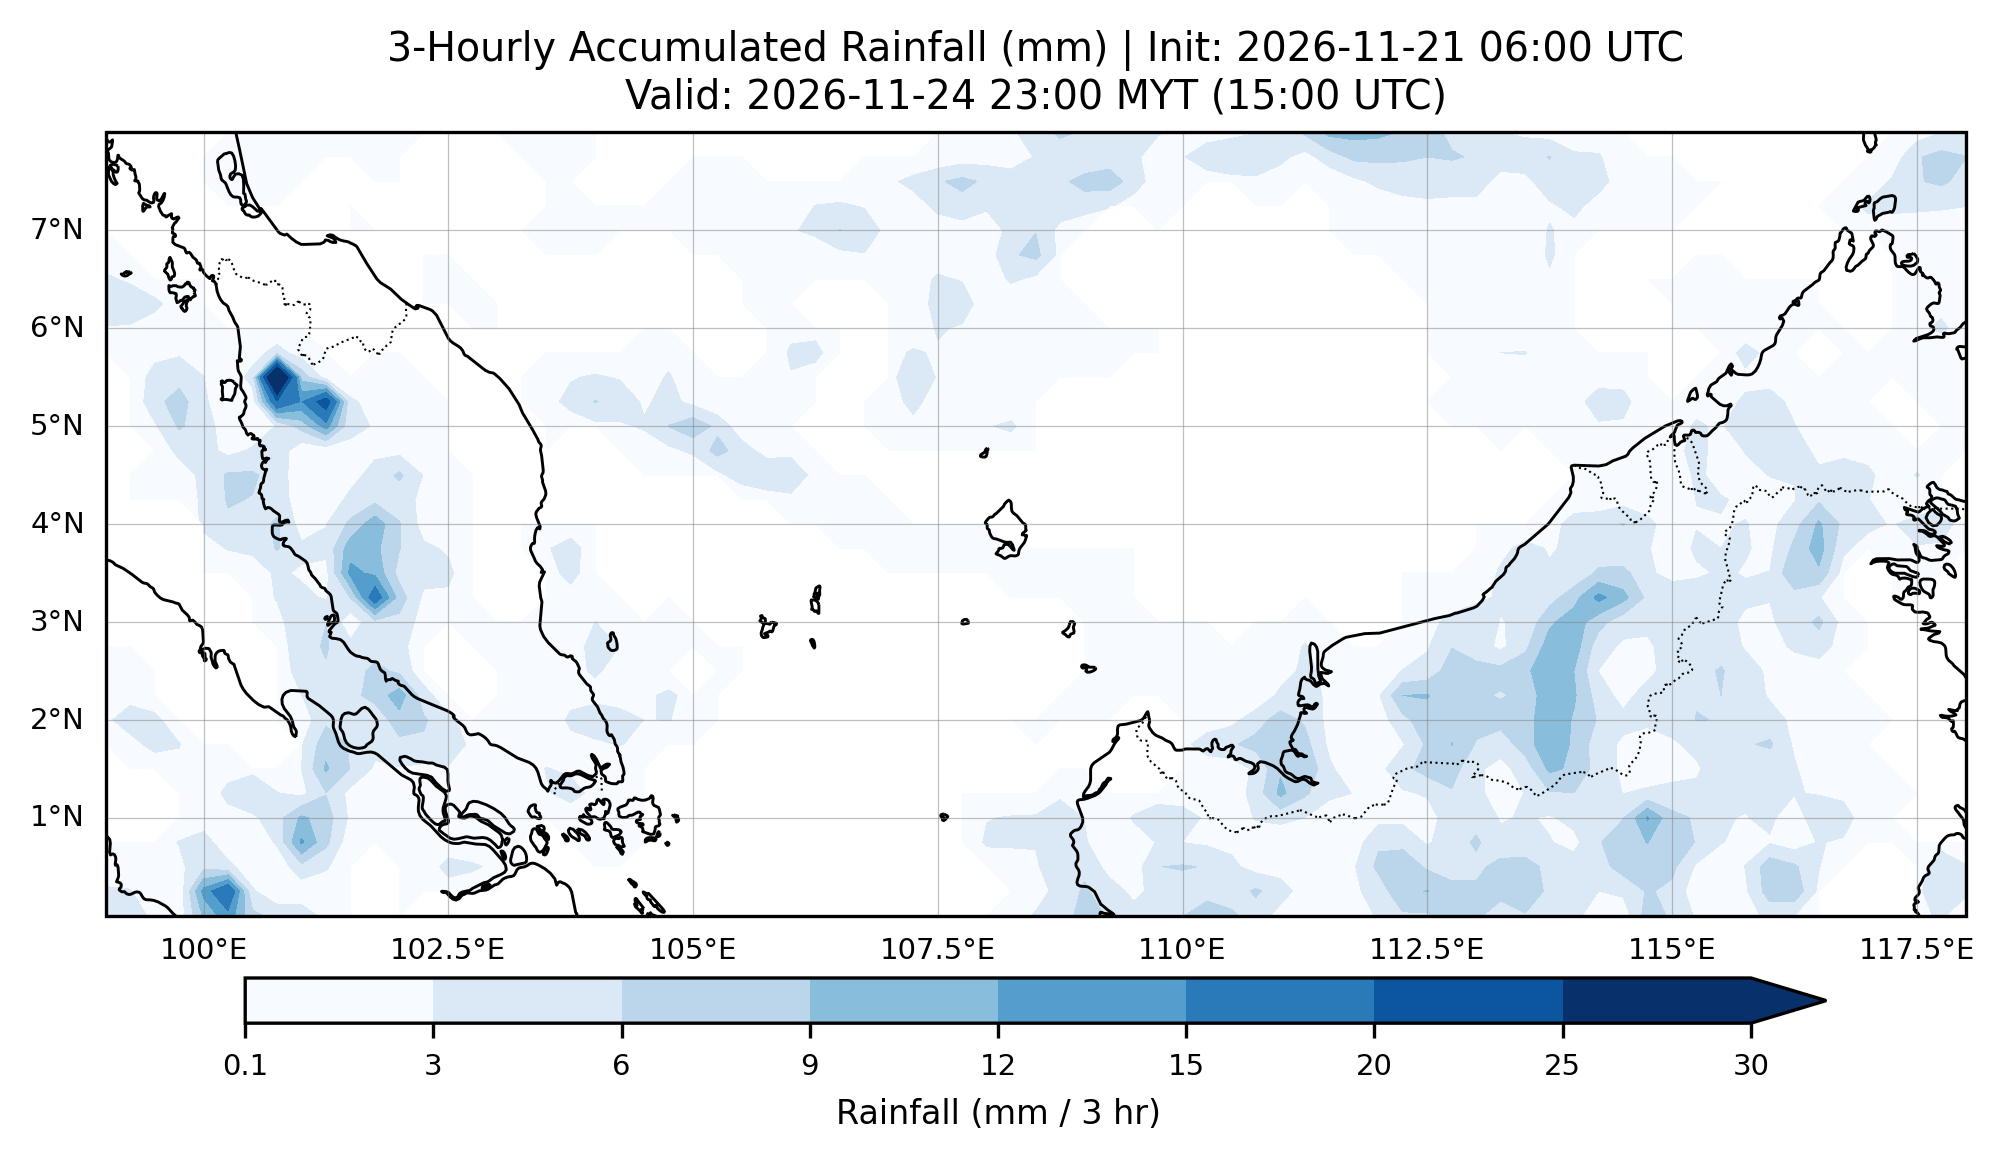 3-Hourly Accumulated Rainfall (mm) | Init: 2026-11-21 06:00 UTC
Valid: 2026-11-24 23:00 MYT (15:00 UTC)
7°N
6°N
5°N
4°N
3°N
2°N
1°N
100°E 102.5°E 105°E 107.5°E 110°E 112.5°E 115°E 117.5°E
0.1 3 6 9 12 15 20 25 30
Rainfall (mm / 3 hr)